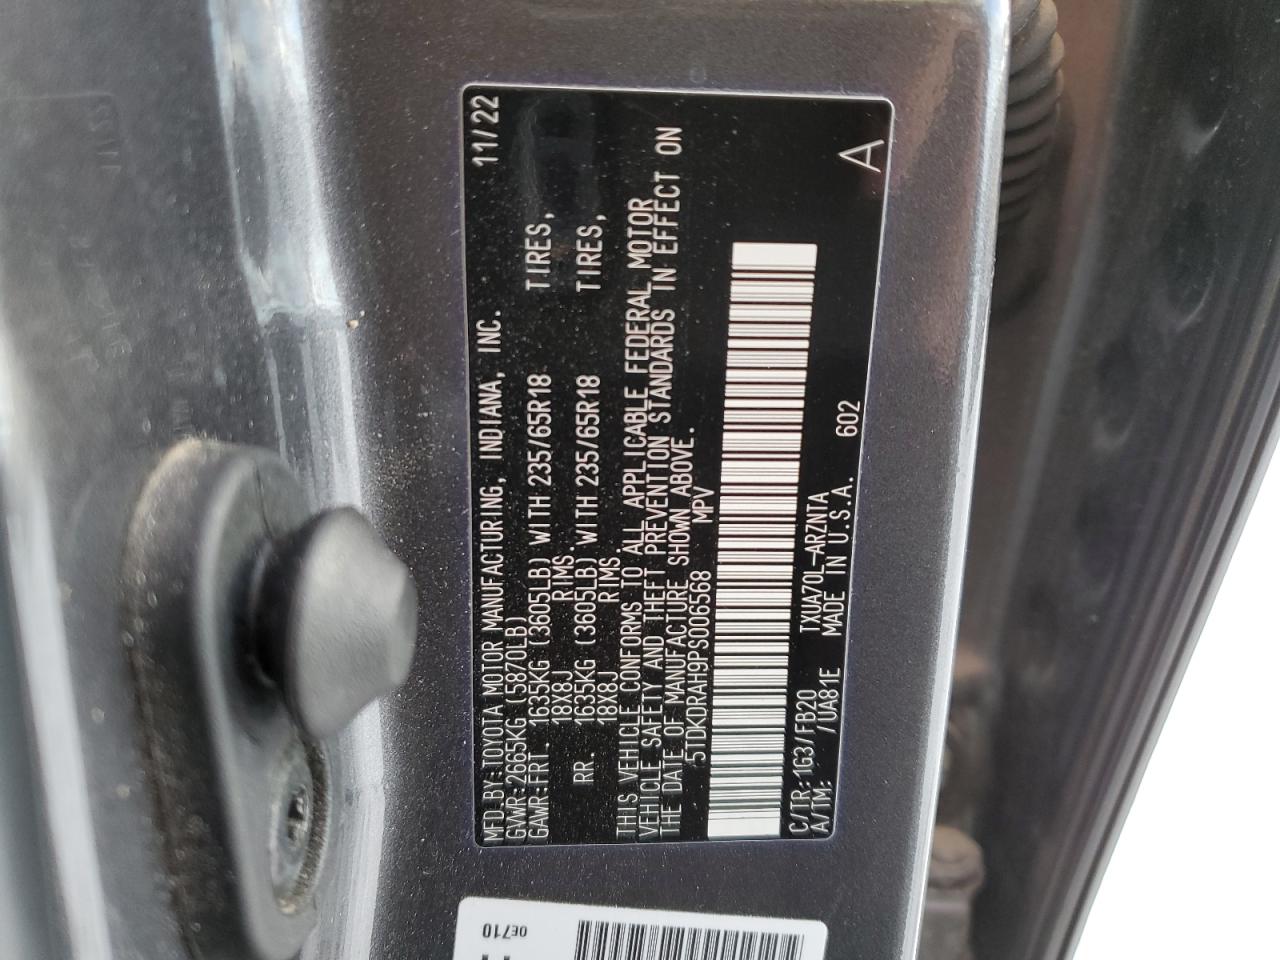 MFD.BY:TOYOTA MOTOR MANUFACTURING, INDIANA, INC. 11/22
GVWR:2665KG (5870LB)
GAWR:FRT. 1635KG (3605LB) WITH 235/65R18 TIRES,
18X8J RIMS.
RR. 1635KG (3605LB) WITH 235/65R18 TIRES,
18X8J RIMS.
THIS VEHICLE CONFORMS TO ALL APPLICABLE FEDERAL MOTOR
VEHICLE SAFETY AND THEFT PREVENTION STANDARDS IN EFFECT ON
THE DATE OF MANUFACTURE SHOWN ABOVE.
5TDKDRAH9PS006568 MPV
C/TR:1G3/FB20 TXUA70L-ARZNTA
A/TM: /UA81E MADE IN U.S.A. 602
A
0E710